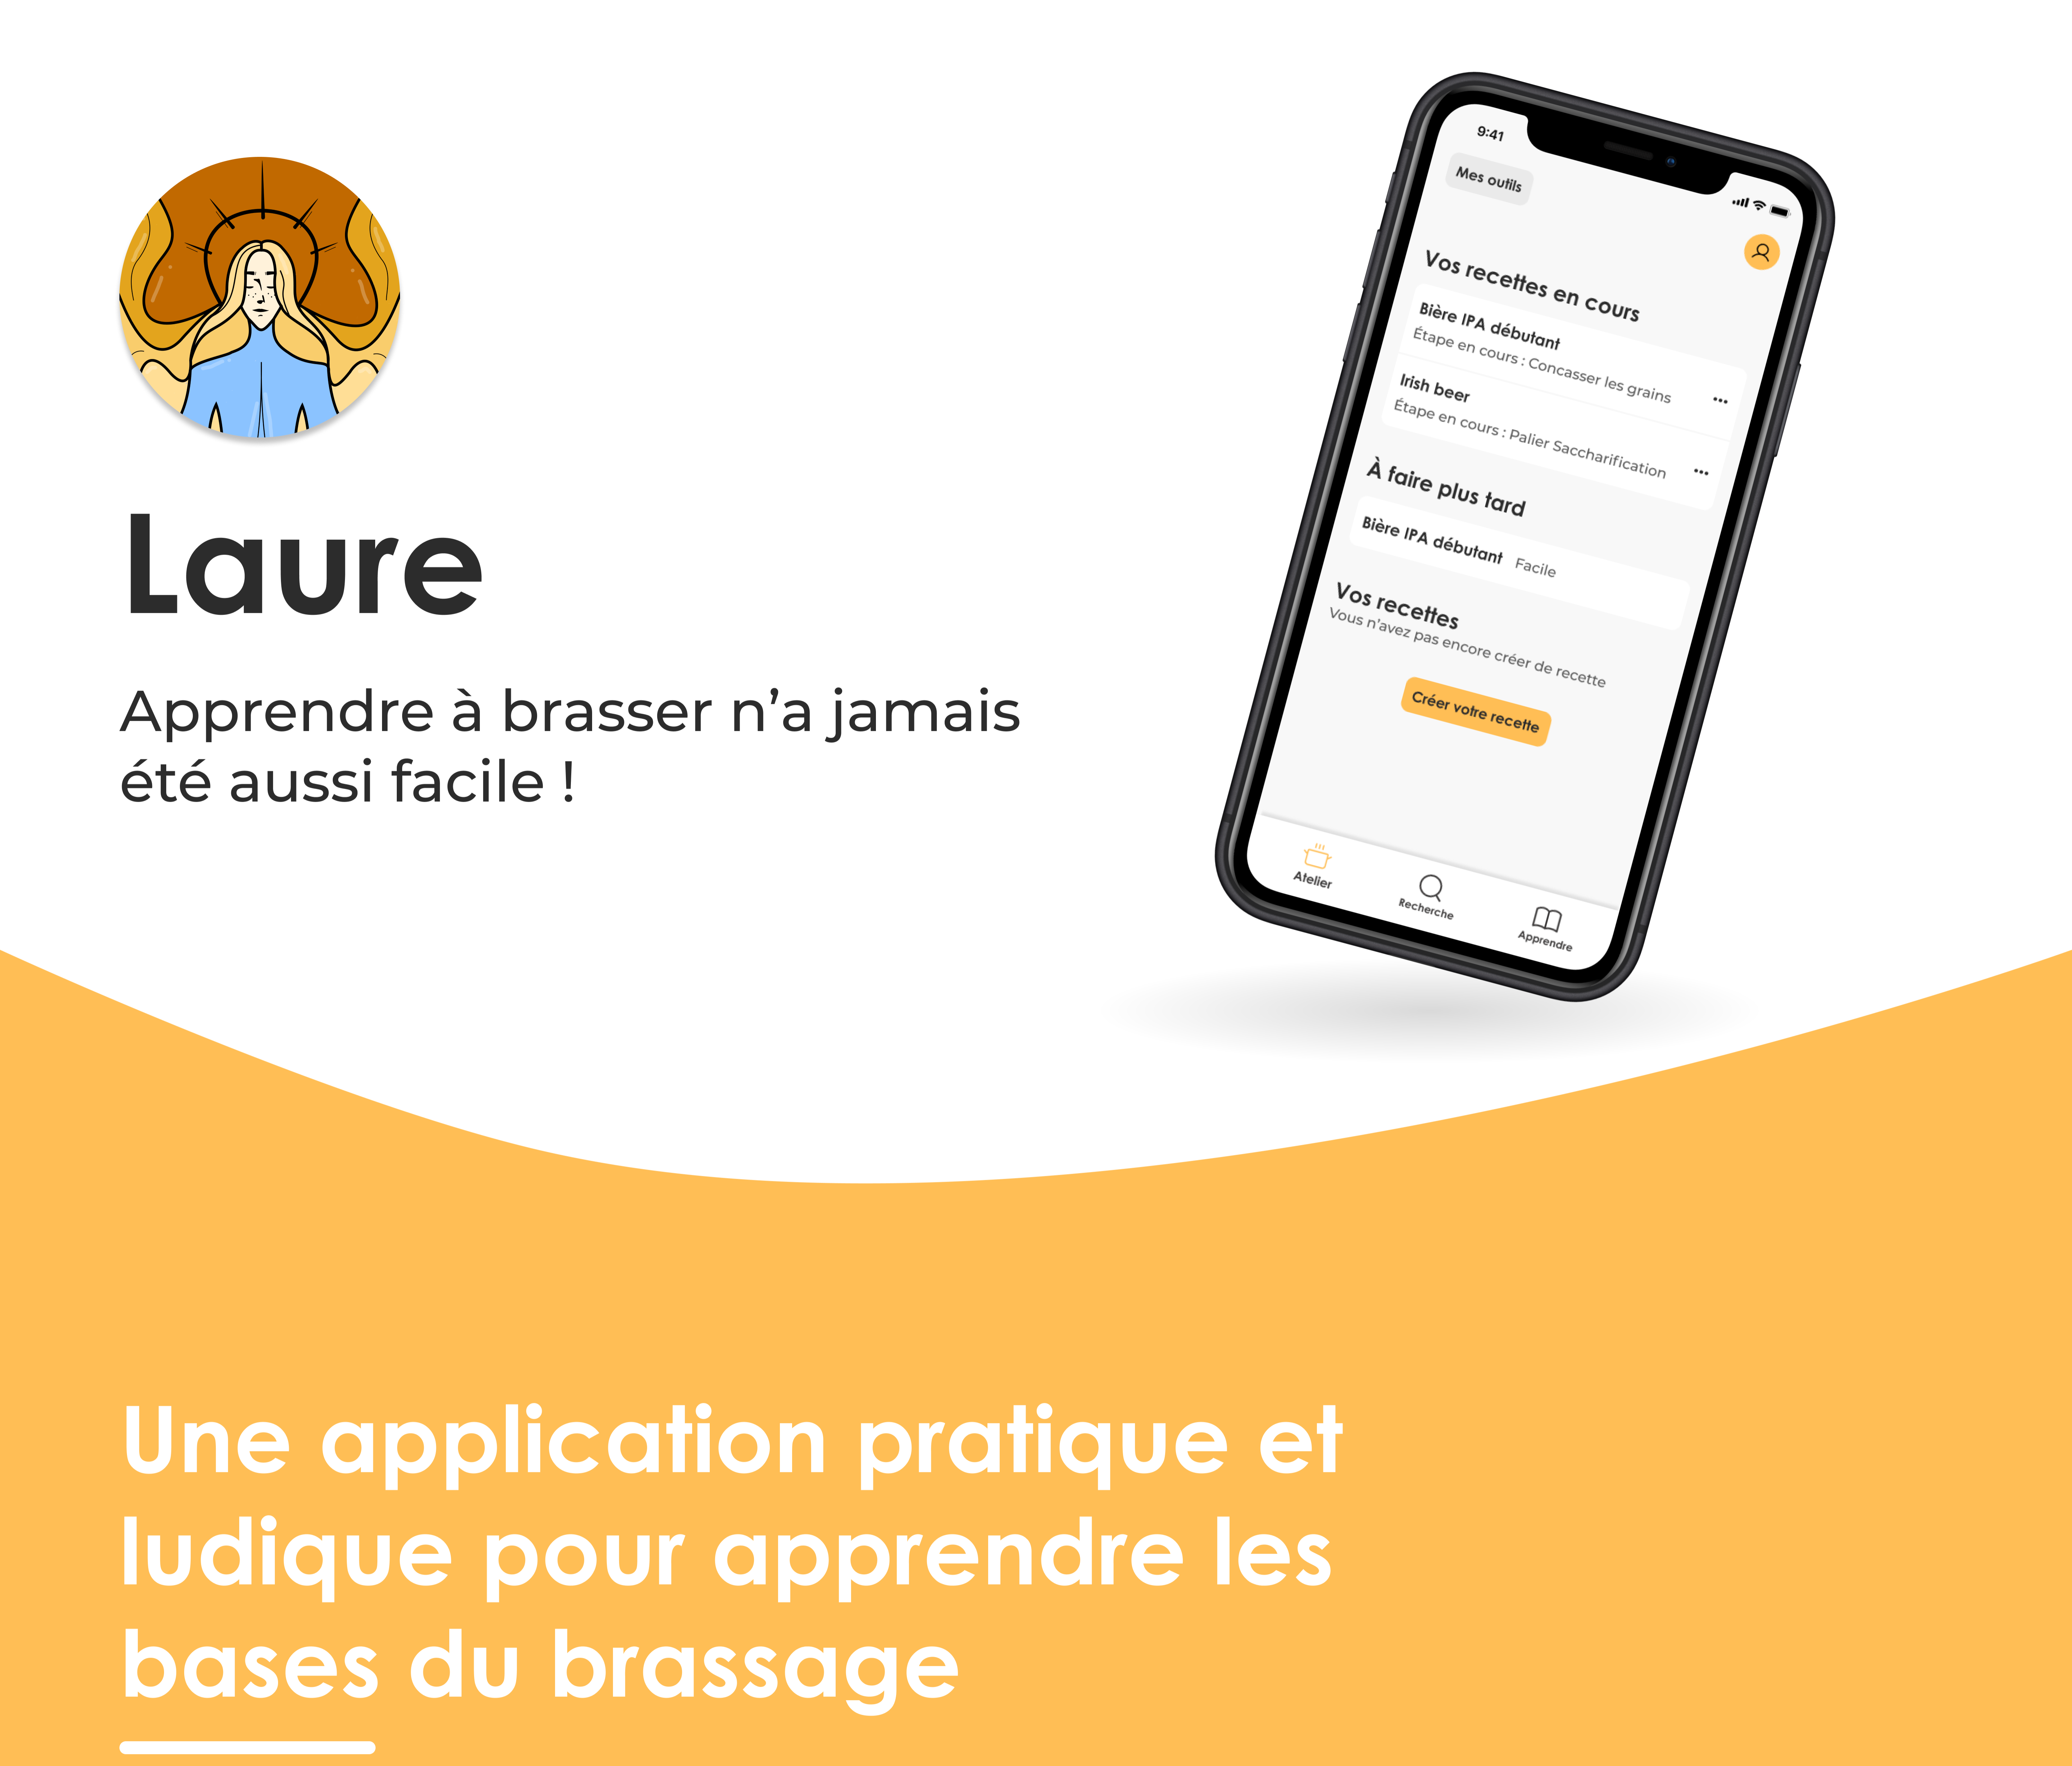 Laure
Apprendre à brasser n’a jamais
été aussi facile !
9:41
Mes outils
Vos recettes en cours
Bière IPA débutant
Étape en cours : Concasser les grains
Irish beer
Étape en cours : Palier Saccharification
À faire plus tard
Bière IPA débutant Facile
Vos recettes
Vous n’avez pas encore créer de recette
Créer votre recette
Atelier
Recherche
Apprendre
Une application pratique et
ludique pour apprendre les
bases du brassage